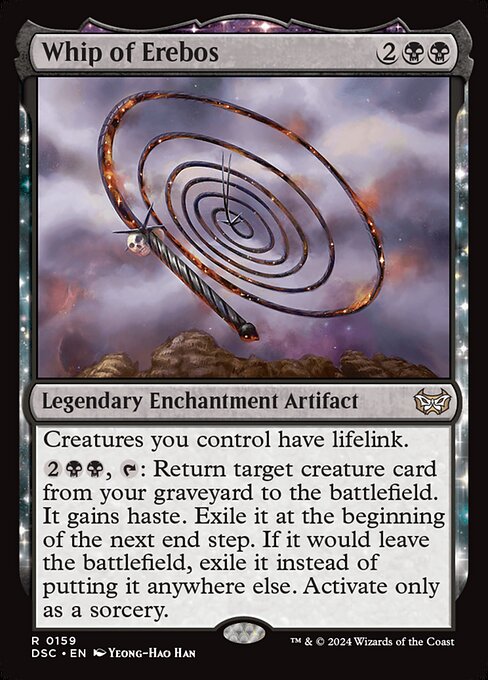 Whip of Erebos 2
Legendary Enchantment Artifact
Creatures you control have lifelink.
2, : Return target creature card
from your graveyard to the battlefield.
It gains haste. Exile it at the beginning
of the next end step. If it would leave
the battlefield, exile it instead of
putting it anywhere else. Activate only
as a sorcery.
R 0159
DSC • EN Yeong-Hao Han
™ & © 2024 Wizards of the Coast